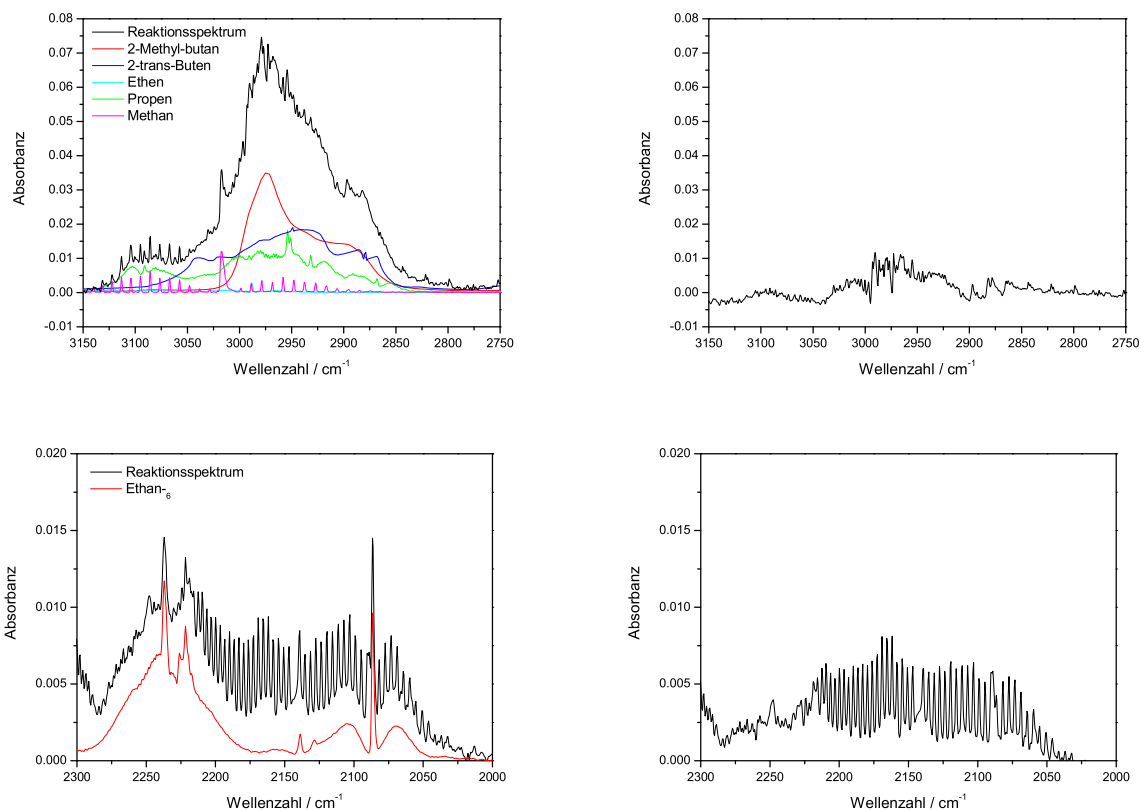 0.08
0.07
0.06
0.05
0.04
0.03
0.02
0.01
0.00
-0.01
Absorbanz
Reaktionsspektrum
2-Methyl-butan
2-trans-Buten
Ethen
Propen
Methan
3150 3100 3050 3000 2950 2900 2850 2800 2750
Wellenzahl / cm-1
0.08
0.07
0.06
0.05
0.04
0.03
0.02
0.01
0.00
-0.01
Absorbanz
3150 3100 3050 3000 2950 2900 2850 2800 2750
Wellenzahl / cm-1
0.020
0.015
0.010
0.005
0.000
Absorbanz
Reaktionsspektrum
Ethan-6
2300 2250 2200 2150 2100 2050 2000
Wellenzahl / cm-1
0.020
0.015
0.010
0.005
0.000
Absorbanz
2300 2250 2200 2150 2100 2050 2000
Wellenzahl / cm-1